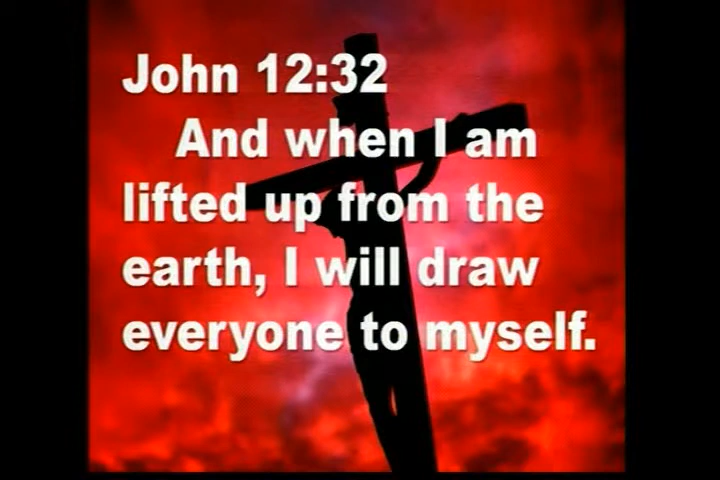 John 12:32
And when I am
lifted up from the
earth, I will draw
everyone to myself.